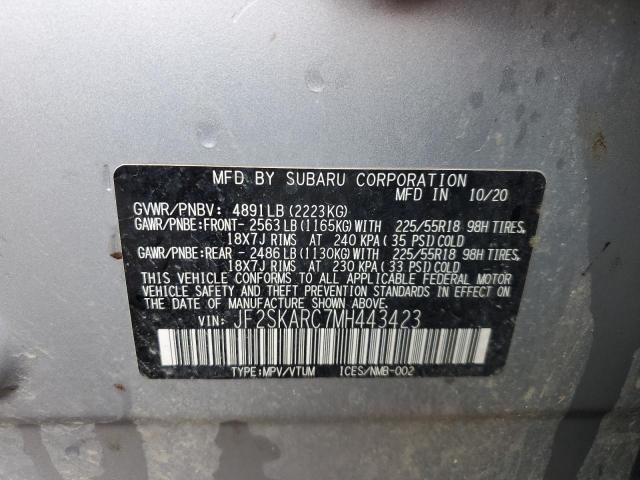 MFD BY SUBARU CORPORATION
MFD IN 10/20
GVWR/PNBV: 4891LB(2223KG)
GAWR/PNBE:FRONT- 2563LB(1165KG)WITH 225/55R18 98H TIRES,
18X7J RIMS AT 240 KPA(35 PSI)COLD
GAWR/PNBE:REAR - 2486LB(1130KG)WITH 225/55R18 98H TIRES,
18X7J RIMS AT 230 KPA(33 PSI)COLD
THIS VEHICLE CONFORMS TO ALL APPLICABLE FEDERAL MOTOR
VEHICLE SAFETY AND THEFT PREVENTION STANDARDS IN EFFECT
ON THE DATE OF MANUFACTURE SHOWN ABOVE.
VIN: JF2SKARC7MH443423
TYPE:MPV/VTUM ICES/NMB-002